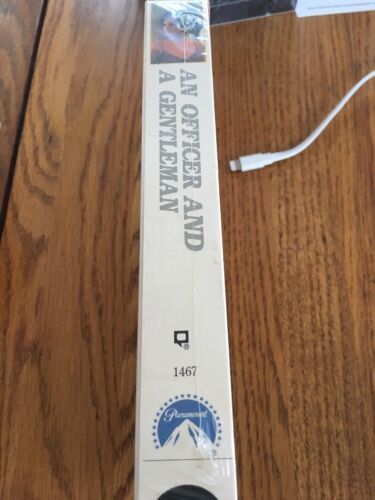 AN OFFICER AND
A GENTLEMAN
®
1467
Paramount